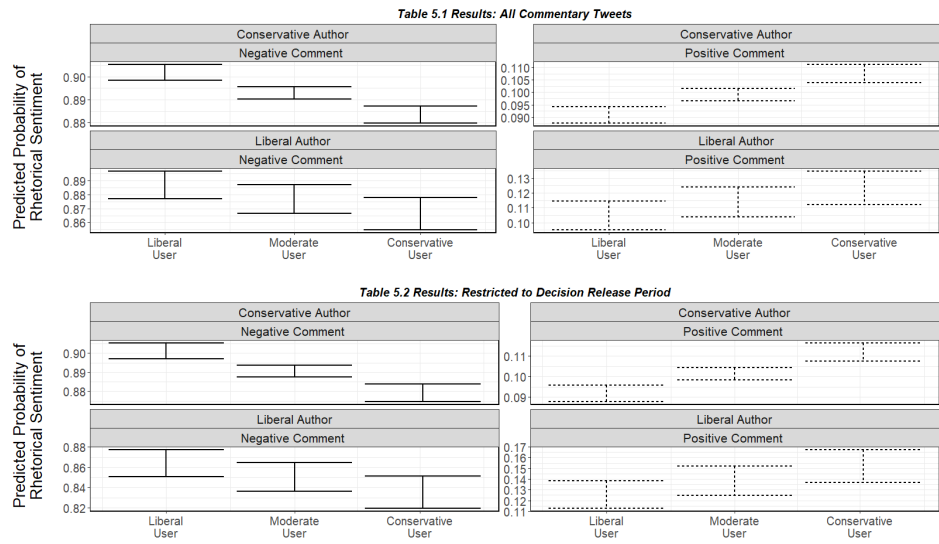 Table 5.1 Results: All Commentary Tweets
Predicted Probability of
Rhetorical Sentiment
Conservative Author
Negative Comment
0.90
0.89
0.88
Conservative Author
Positive Comment
0.110
0.105
0.100
0.095
0.090
Liberal Author
Negative Comment
0.89
0.88
0.87
0.86
Liberal Author
Positive Comment
0.13
0.12
0.11
0.10
Liberal
User
Moderate
User
Conservative
User
Liberal
User
Moderate
User
Conservative
User
Table 5.2 Results: Restricted to Decision Release Period
Predicted Probability of
Rhetorical Sentiment
Conservative Author
Negative Comment
0.90
0.89
0.88
Conservative Author
Positive Comment
0.11
0.10
0.09
Liberal Author
Negative Comment
0.88
0.86
0.84
0.82
Liberal Author
Positive Comment
0.17
0.16
0.15
0.14
0.13
0.12
0.11
Liberal
User
Moderate
User
Conservative
User
Liberal
User
Moderate
User
Conservative
User